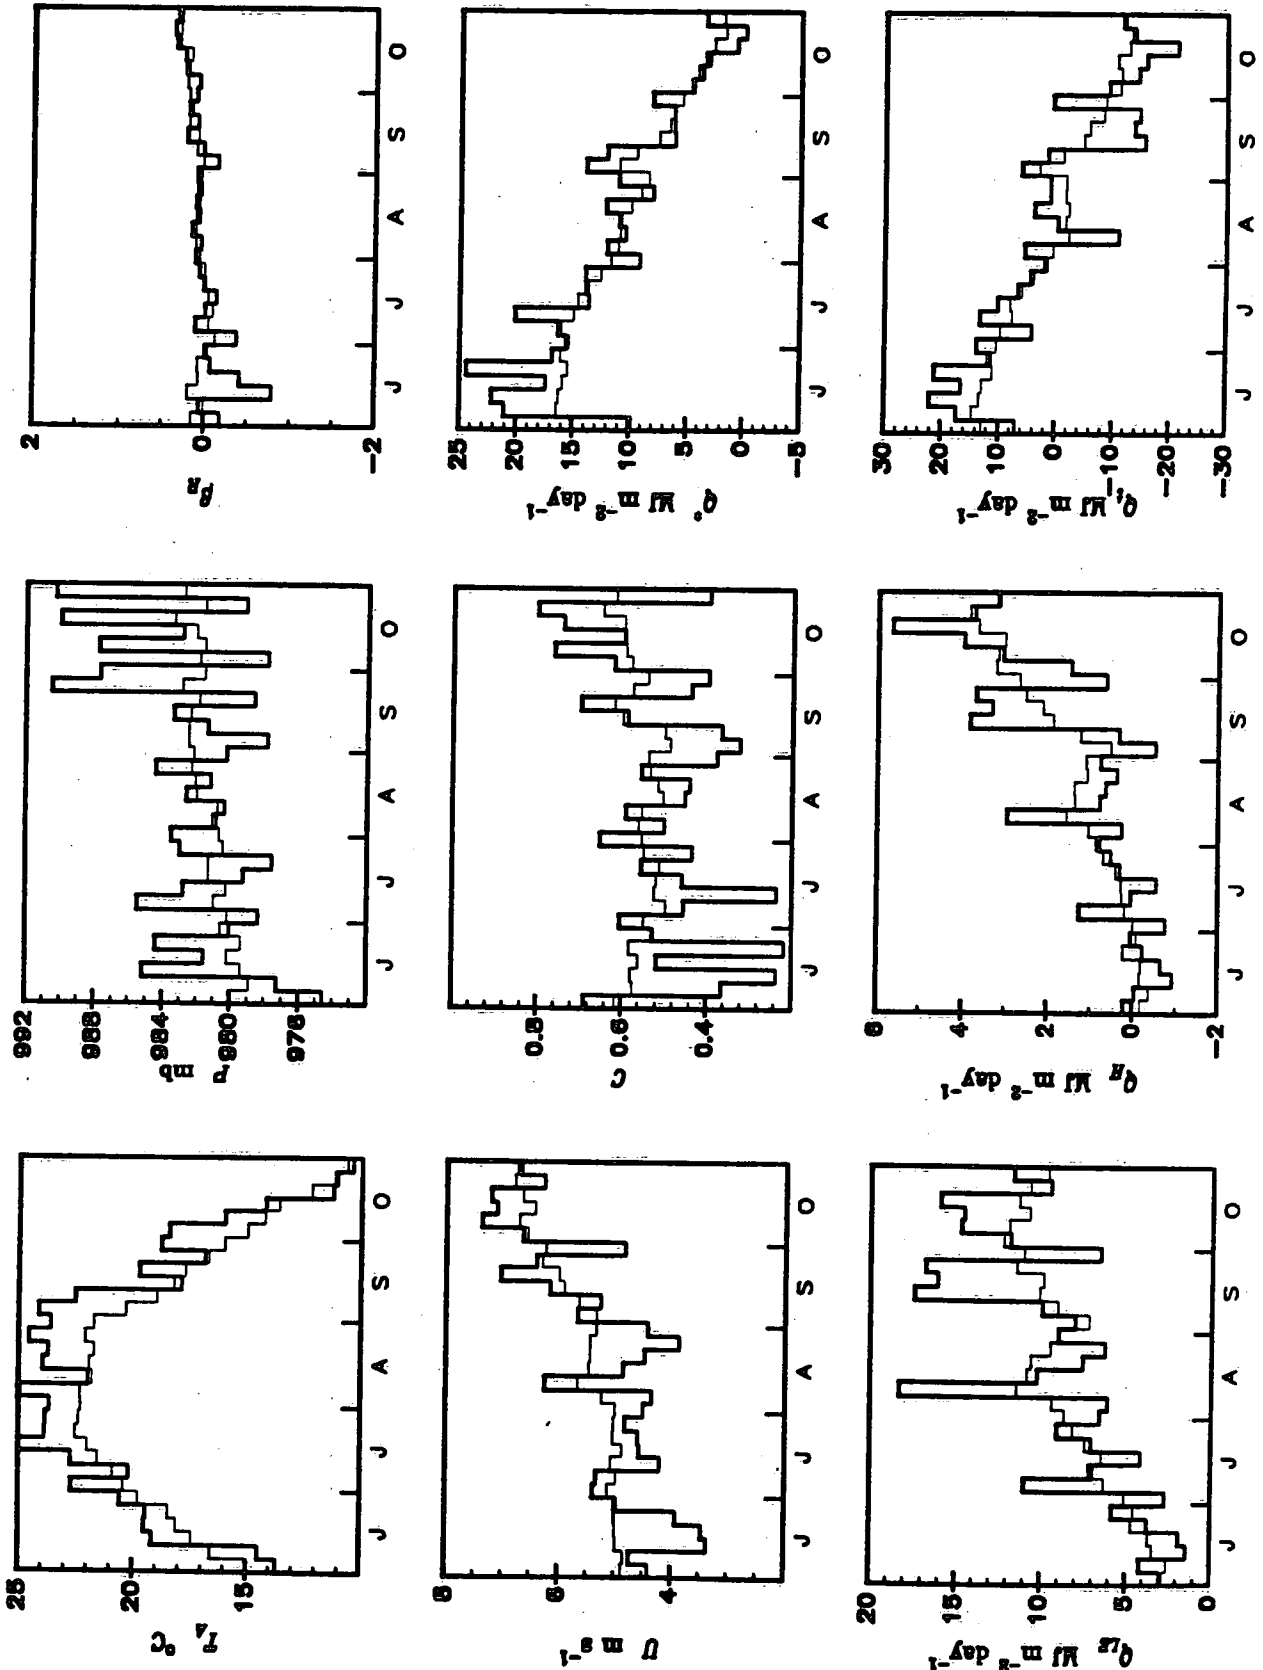 T_A °C
25
20
15
J J A S O
P mb
992
988
984
980
976
J J A S O
β_R
2
0
−2
J J A S O
U m s⁻¹
8
6
4
J J A S O
C
0.8
0.6
0.4
J J A S O
Q* MJ m⁻² day⁻¹
25
20
15
10
5
0
−5
J J A S O
Q_LE MJ m⁻² day⁻¹
20
15
10
5
0
J J A S O
Q_H MJ m⁻² day⁻¹
6
4
2
0
−2
J J A S O
Q_t MJ m⁻² day⁻¹
30
20
10
0
−10
−20
−30
J J A S O